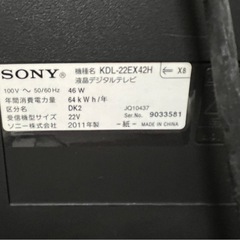 SONY 機種名 KDL-22EX42H
液晶デジタルテレビ
X8
100V ～ 50/60Hz 46 W
年間消費電力量 64 kWh/年
区分名 DK2
受信機型サイズ 22V
ソニー株式会社 2011年製
JQ10437
Ser. No. 9033581
-紙-